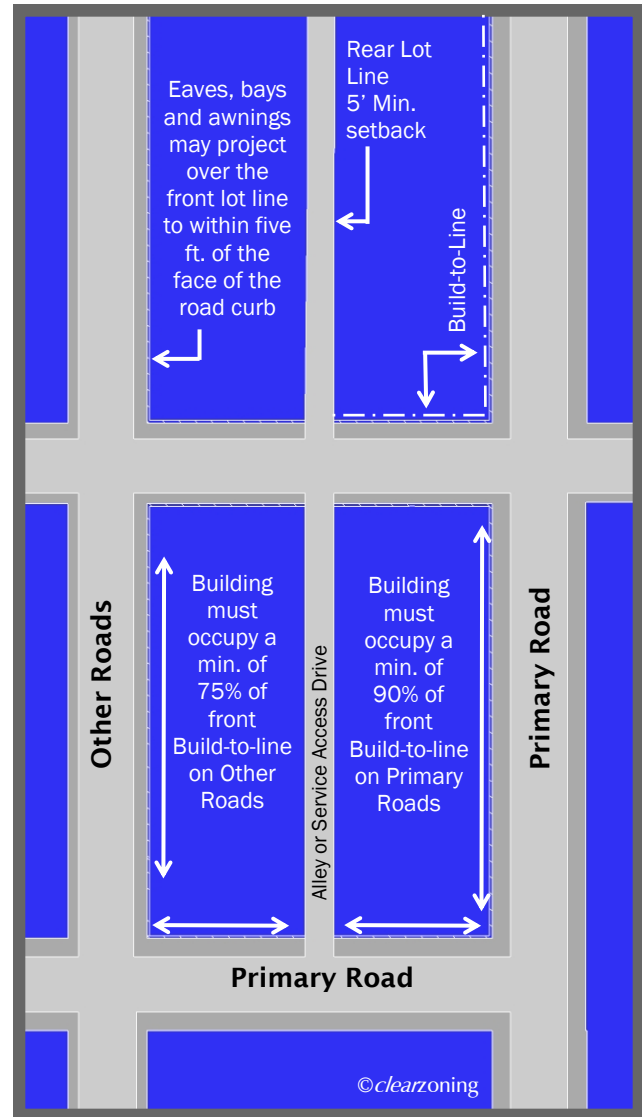 Eaves, bays
and awnings
may project
over the
front lot line
to within five
ft. of the
face of the
road curb
Rear Lot
Line
5' Min.
setback
Build-to-Line
Other Roads
Building
must
occupy a
min. of
75% of
front
Build-to-line
on Other
Roads
Alley or Service Access Drive
Building
must
occupy a
min. of
90% of
front
Build-to-line
on Primary
Roads
Primary Road
Primary Road
©clearzoning